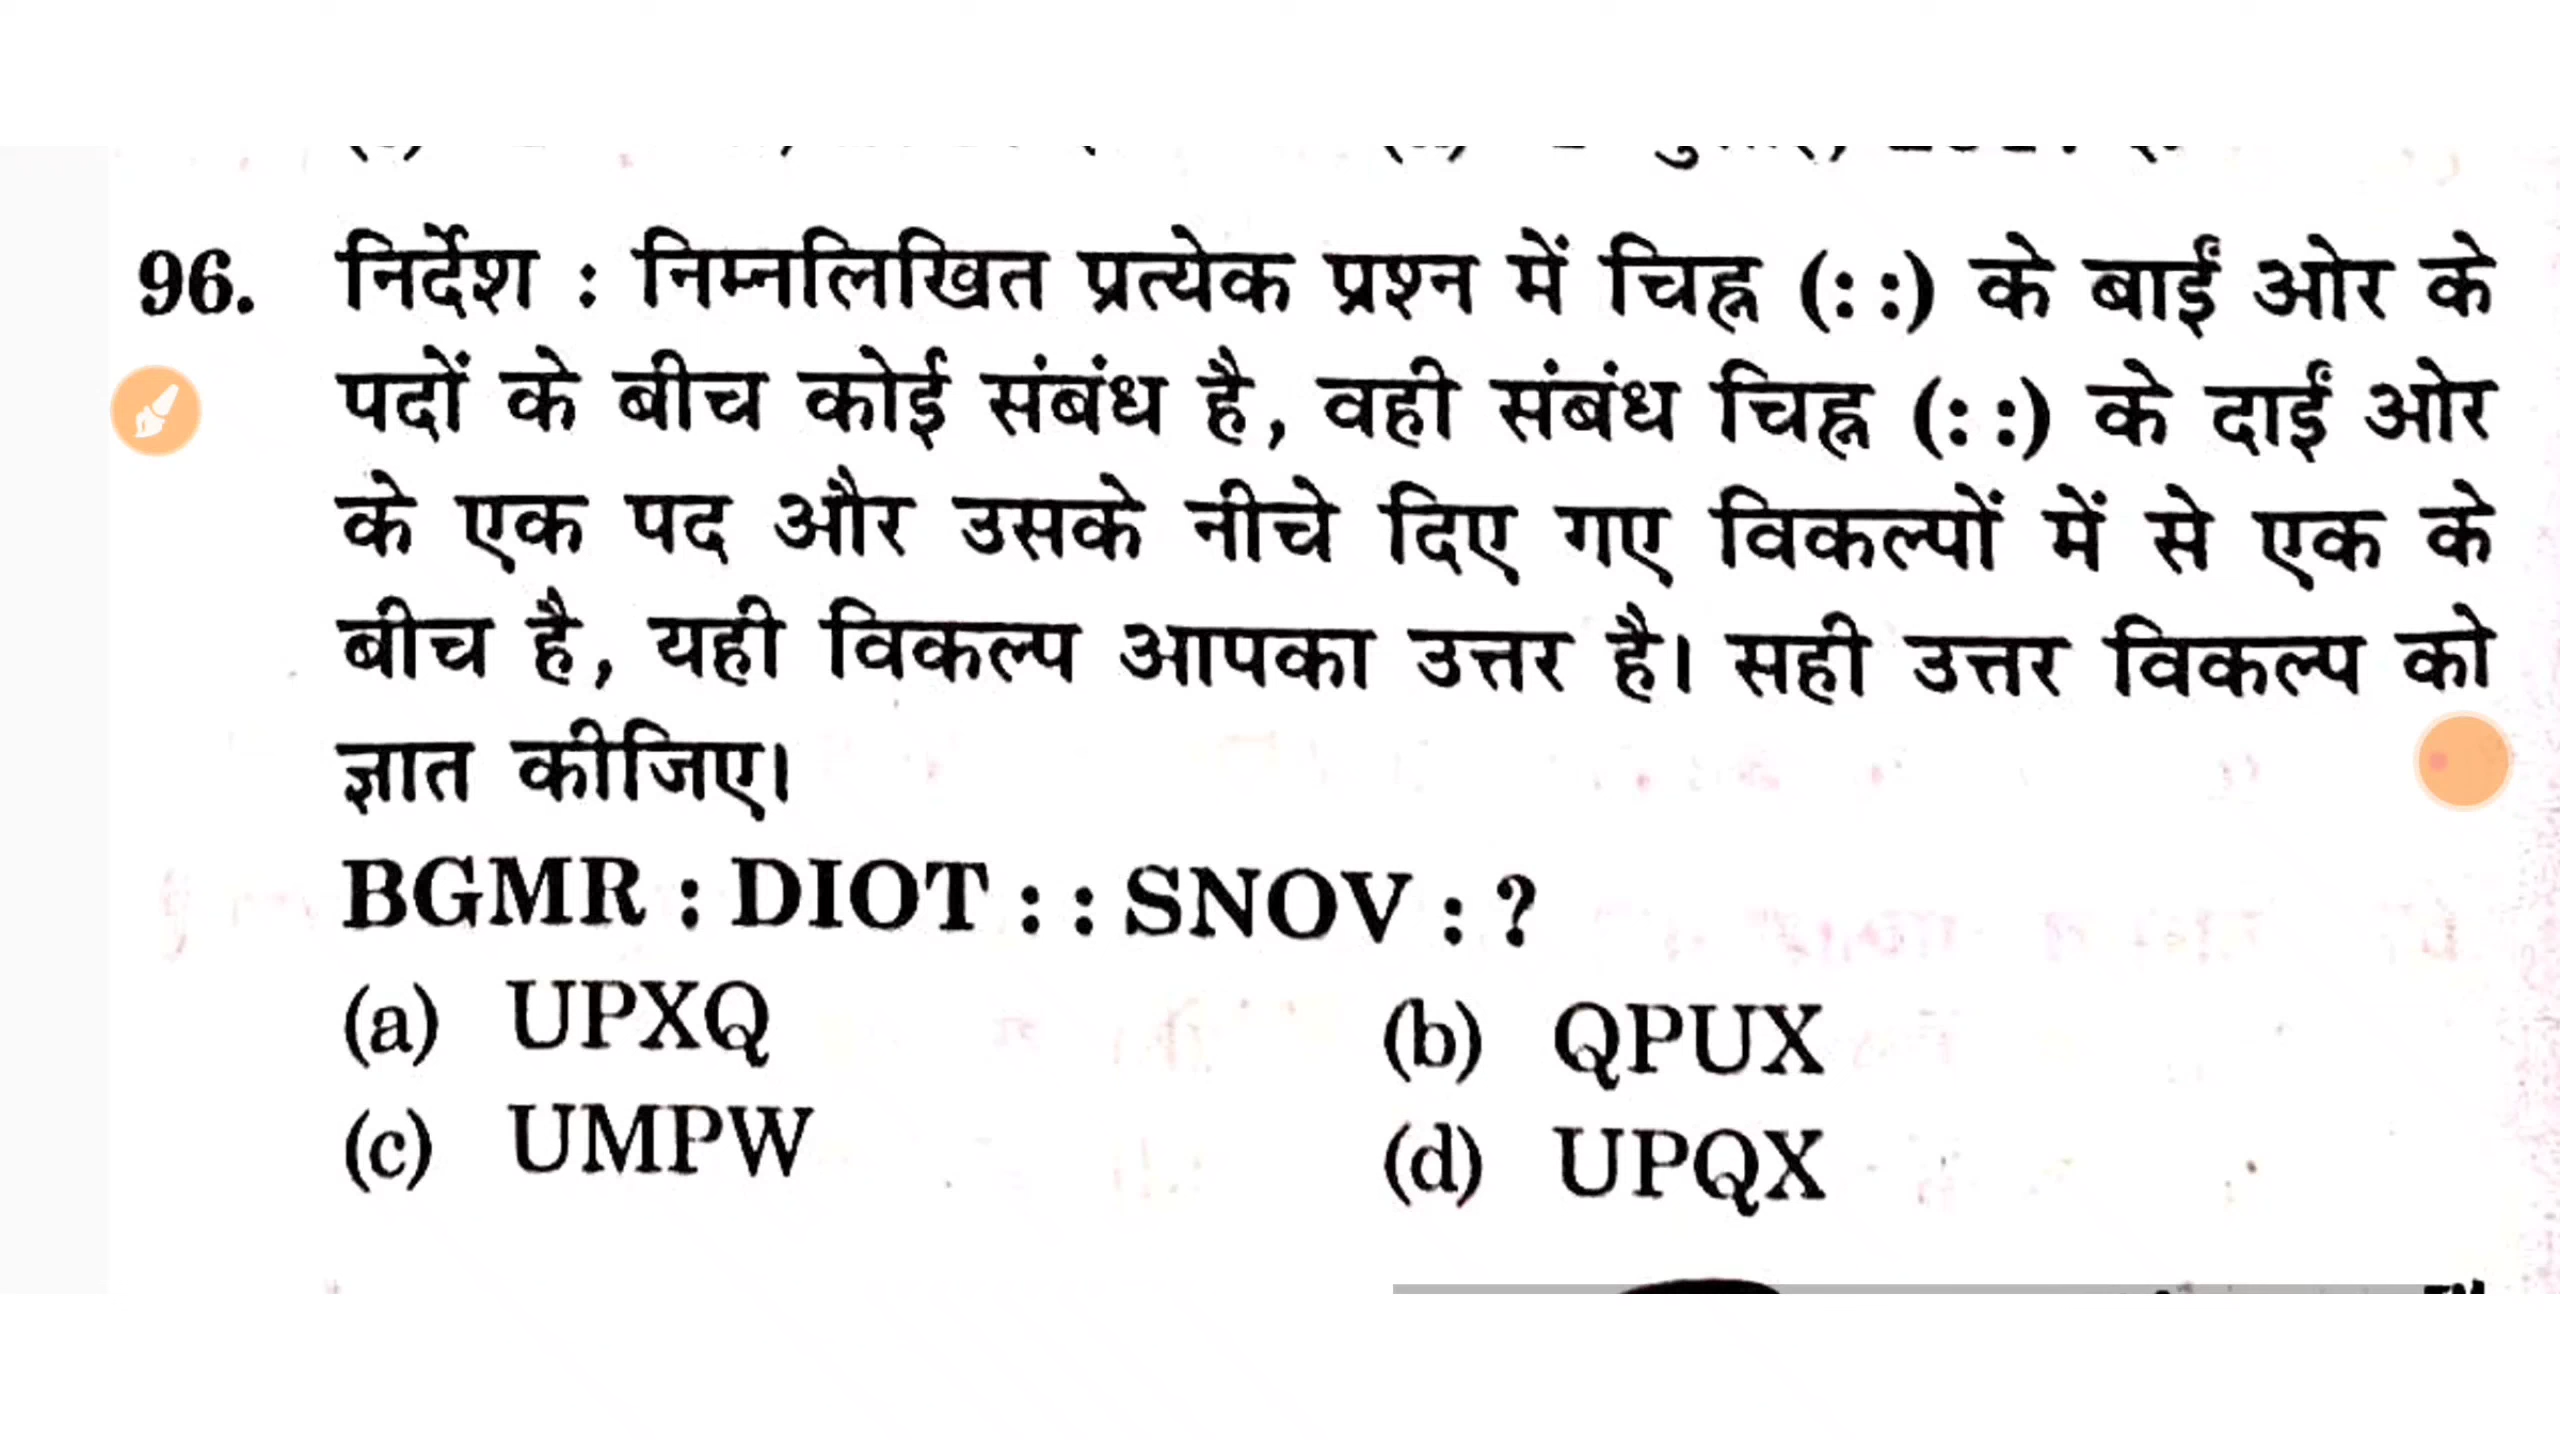 96. निर्देश : निम्नलिखित प्रत्येक प्रश्न में चिह्न (: :) के बाईं ओर के
पदों के बीच कोई संबंध है, वही संबंध चिह्न (: :) के दाईं ओर
के एक पद और उसके नीचे दिए गए विकल्पों में से एक के
बीच है, यही विकल्प आपका उत्तर है। सही उत्तर विकल्प को
ज्ञात कीजिए।
BGMR : DIOT : : SNOV : ?
(a) UPXQ (b) QPUX
(c) UMPW (d) UPQX